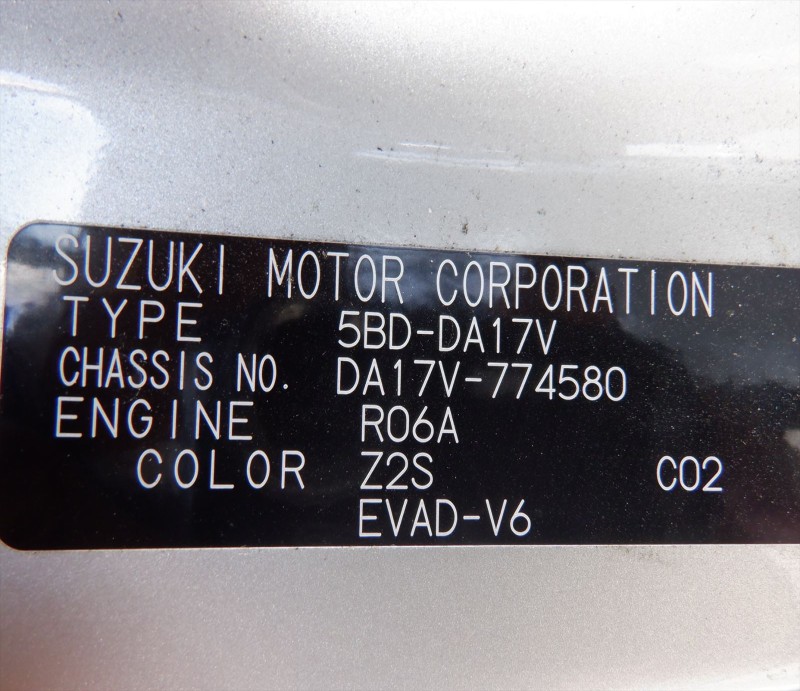 SUZUKI MOTOR CORPORATION
TYPE 5BD-DA17V
CHASSIS NO. DA17V-774580
ENGINE R06A
COLOR Z2S C02
EVAD-V6